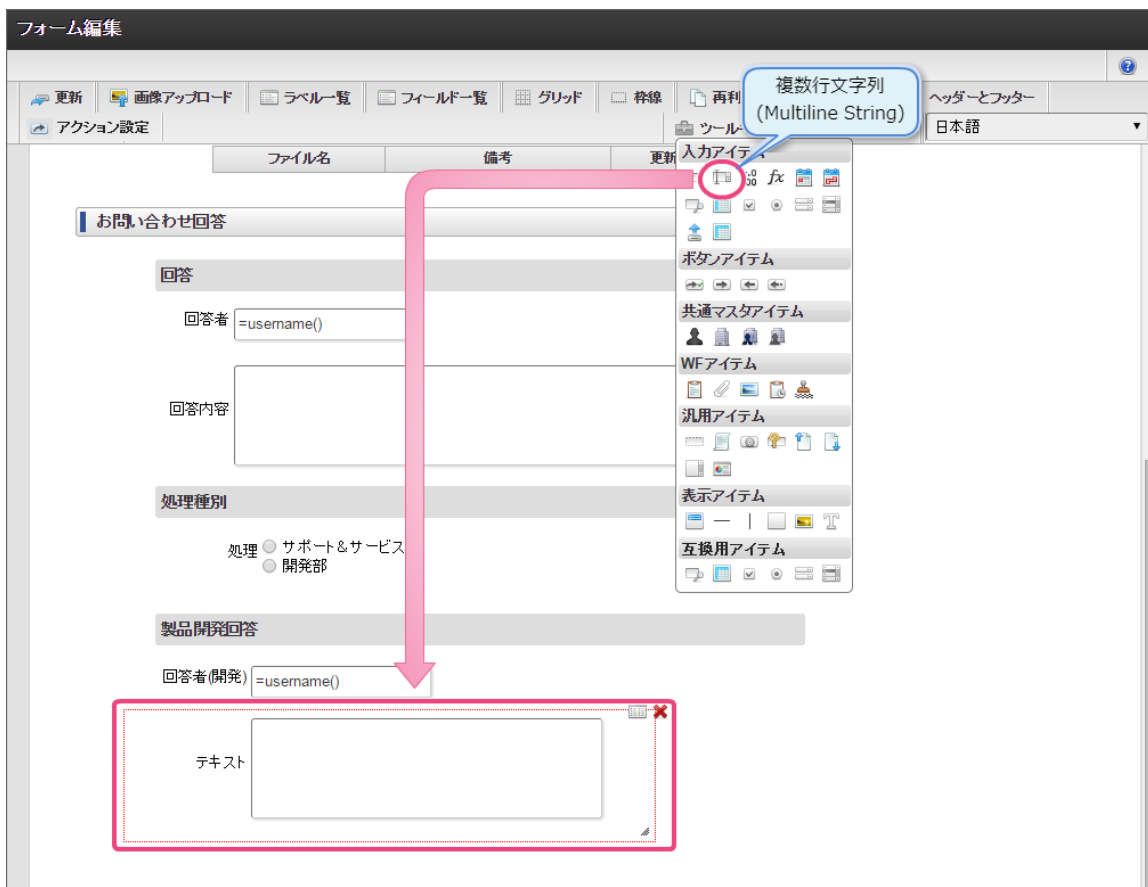 フォーム編集
更新 画像アップロード ラベル一覧 フィールド一覧 グリッド 枠線 再利 ヘッダーとフッター
複数行文字列
(Multiline String)
アクション設定 ツール 日本語
ファイル名 備考 更新
入力アイテム
fx
お問い合わせ回答
ボタンアイテム
回答
共通マスタアイテム
回答者 =username()
WFアイテム
回答内容
汎用アイテム
処理種別
表示アイテム
処理 サポート&サービス
開発部
互換用アイテム
製品開発回答
回答者(開発) =username()
テキスト